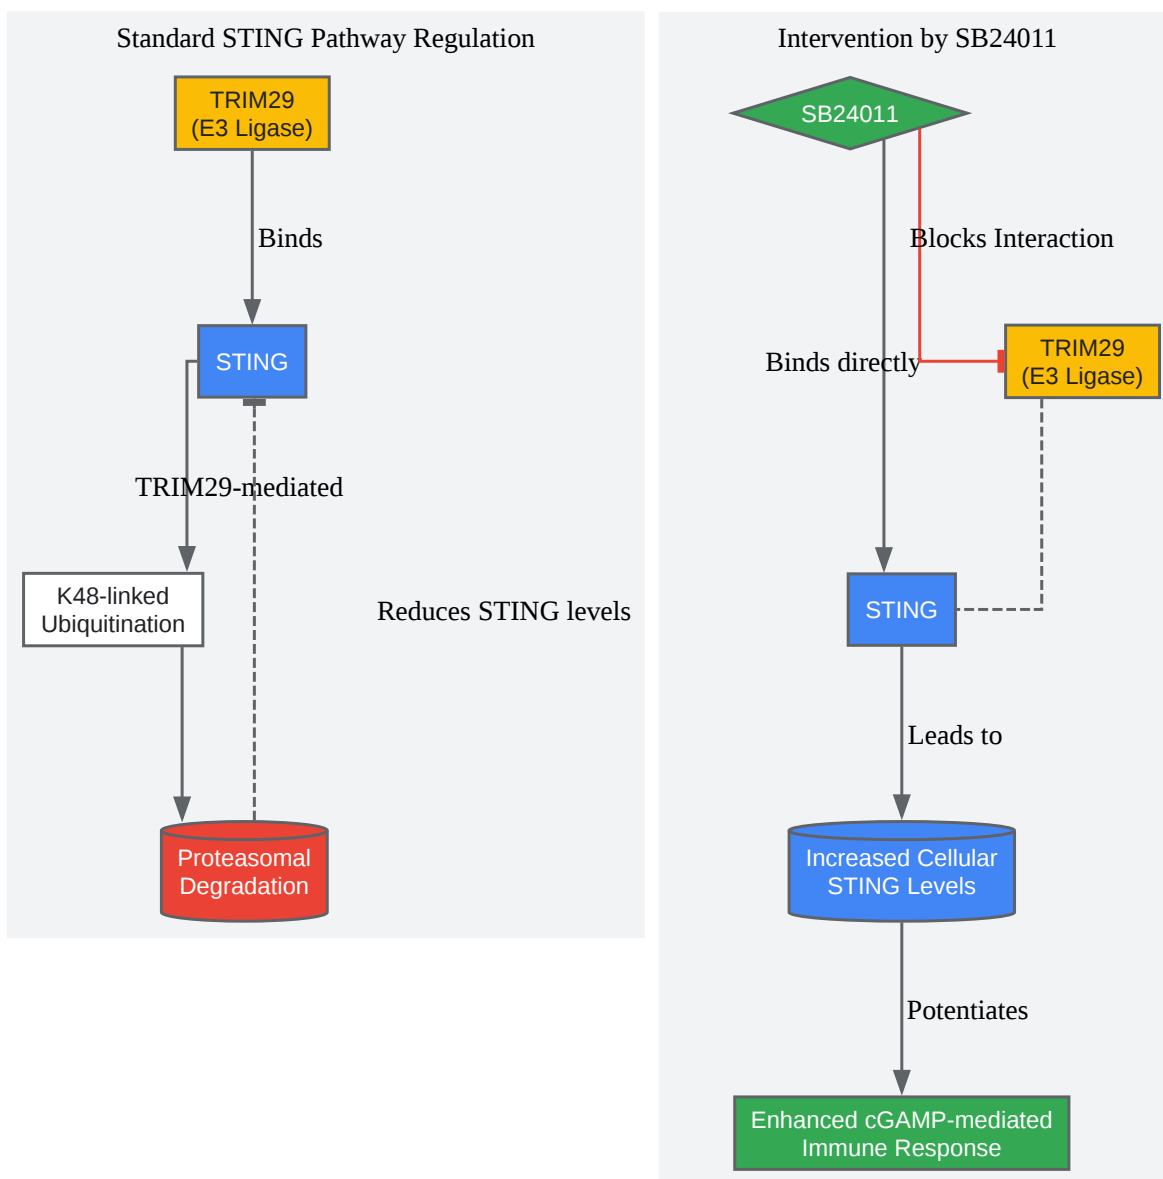 Standard STING Pathway Regulation
TRIM29
(E3 Ligase)
Binds
STING
TRIM29-mediated
K48-linked
Ubiquitination
Reduces STING levels
Proteasomal
Degradation
Intervention by SB24011
SB24011
Blocks Interaction
Binds directly
TRIM29
(E3 Ligase)
STING
Leads to
Increased Cellular
STING Levels
Potentiates
Enhanced cGAMP-mediated
Immune Response